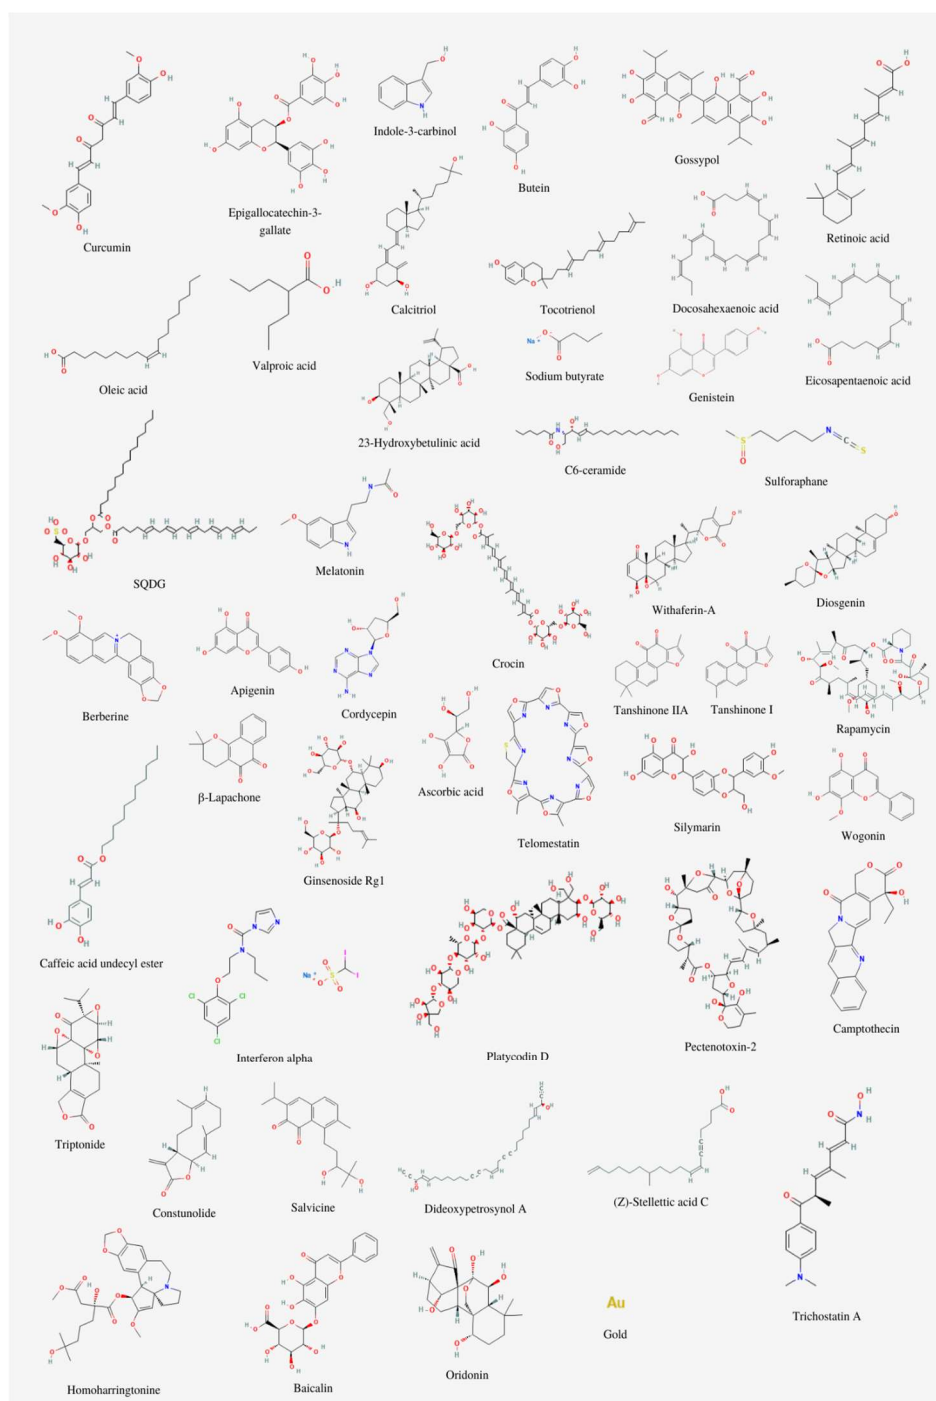 Curcumin
Epigallocatechin-3-
gallate
Indole-3-carbinol
Butein
Gossypol
Retinoic acid
Calcitriol
Tocotrienol
Docosahexaenoic acid
Oleic acid
Valproic acid
Sodium butyrate
Genistein
Eicosapentaenoic acid
23-Hydroxybetulinic acid
C6-ceramide
Sulforaphane
SQDG
Melatonin
Crocin
Withaferin-A
Diosgenin
Berberine
Apigenin
Cordycepin
Tanshinone IIA
Tanshinone I
Rapamycin
β-Lapachone
Ascorbic acid
Telomestatin
Silymarin
Wogonin
Ginsenoside Rg1
Caffeic acid undecyl ester
Interferon alpha
Platycodin D
Pectenotoxin-2
Camptothecin
Triptonide
Constunolide
Salvicine
Dideoxypetrosynol A
(Z)-Stellettic acid C
Trichostatin A
Homoharringtonine
Baicalin
Oridonin
Au
Gold